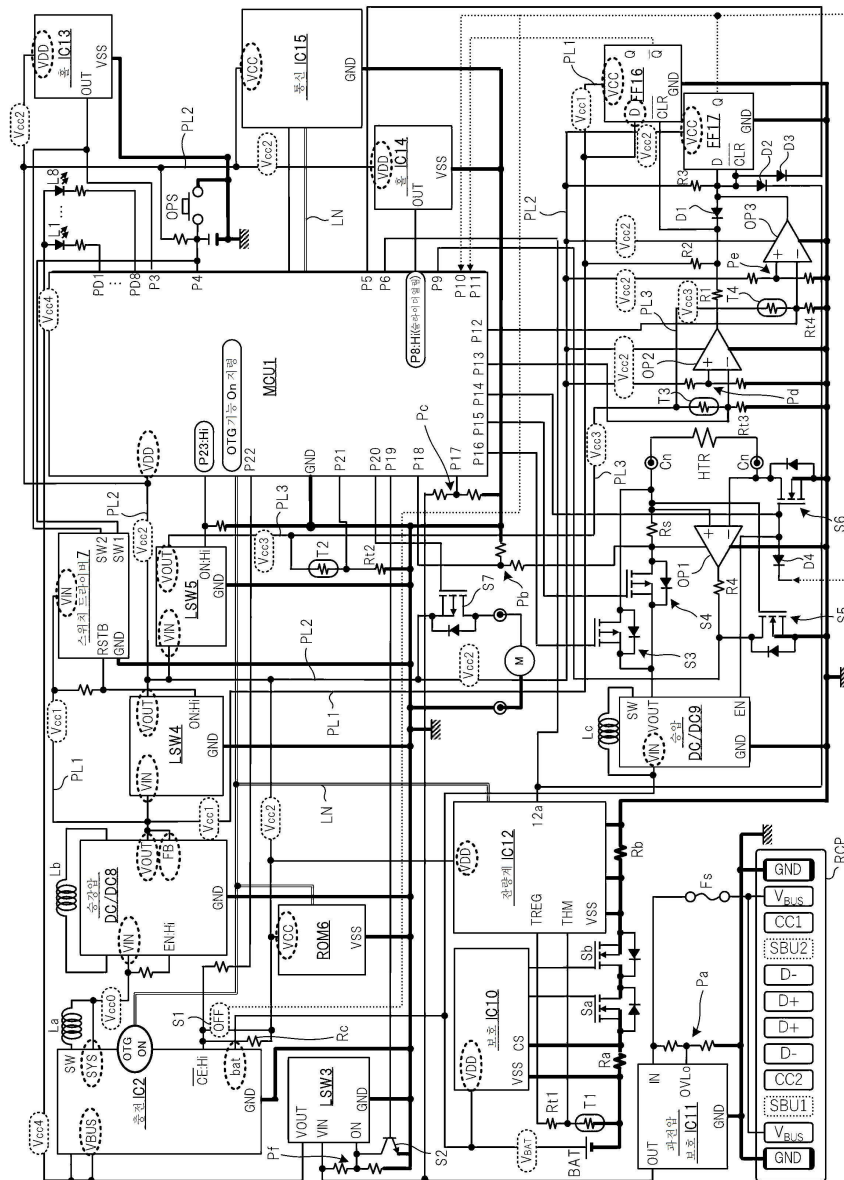 Vcc4
La
SW
SYS
VBUS
충전 IC2
OTG
ON
CE:Hi
bat
GND
Vcc0
S1
OFF
Rc
Lb
VIN
승강압
DC/DC8
EN:Hi
VOUT
FB
GND
Vcc1
PL1
Vcc1
VIN
LSW4
VOUT
ON:Hi
GND
VIN
스위치 드라이버 7
RSTB
GND
SW2
SW1
Vcc2
PL2
VIN
LSW5
VOUT
ON:Hi
GND
Vcc3
PL3
T2
Rt2
VDD
MCU1
P23:Hi
OTG 기능 On 지령
P22
GND
P21
P20
P19
P18
P17
P16
P15
P14
P13
P12
P11
P10
P9
P8:Hi(슬라이더 열림)
P6
P5
P4
P3
PD8
⋮
PD1
Vcc4
L1
⋯
L8
OPS
Vcc2
PL2
VDD
홀 IC13
OUT
VSS
VCC
통신 IC15
GND
Vcc2
LN
VDD
홀 IC14
OUT
VSS
VOUT
VIN
LSW3
ON
GND
Pf
S2
VCC
ROM6
VSS
LN
Vcc2
PL2
PL1
Vcc2
S7
M
Pb
Pc
PL3
Vcc3
VDD
보호 IC10
VSS
CS
VBAT
BAT
Rt1
T1
Ra
Sa
Sb
Rb
VDD
잔량계 IC12
TREG
THM
VSS
12a
Lc
SW
VIN
VOUT
승압
DC/DC9
GND
EN
S3
S4
Rs
OP1
R4
S5
D4
S6
Cn
HTR
Cn
T3
Rt3
Pd
OP2
Vcc2
Vcc3
PL3
R1
T4
Rt4
Pe
OP3
Vcc2
R2
D1
R3
D2
D3
PL2
Vcc2
Vcc1
PL1
VCC
D
FF16
Q
Q
CLR
GND
VCC
FF17
D
Q
CLR
GND
OUT
과전압
보호 IC11
IN
OVLo
GND
Pa
Fs
RCP
GND
VBUS
CC1
SBU2
D-
D+
D+
D-
CC2
SBU1
VBUS
GND